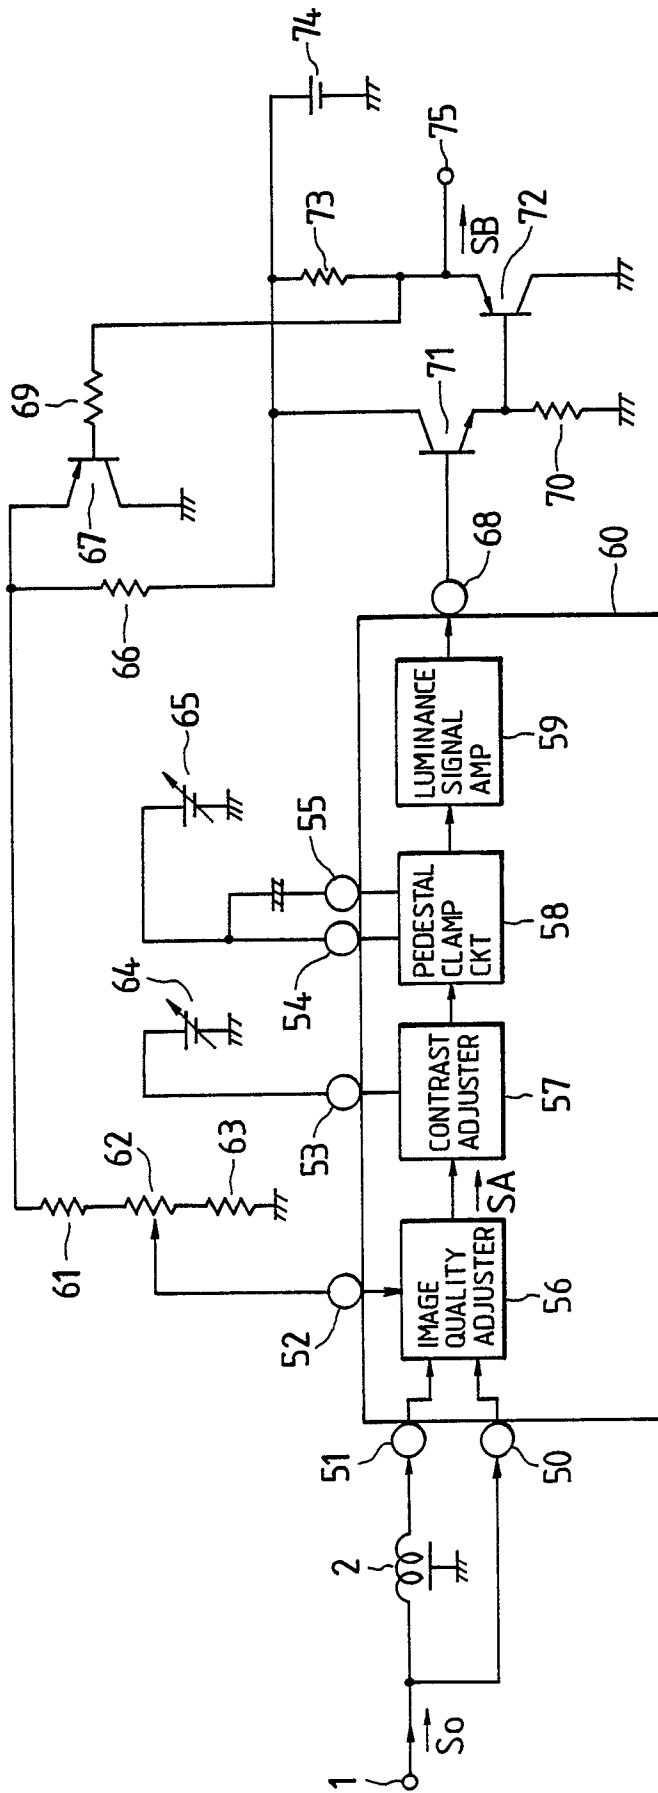 74
75
73
SB
72
69
67
71
70
68
60
66
65
64
55
54
53
LUMINANCE
SIGNAL
AMP
59
PEDESTAL
CLAMP
CKT
58
CONTRAST
ADJUSTER
57
SA
62
63
61
52
IMAGE
QUALITY
ADJUSTER
56
51
50
2
So
1